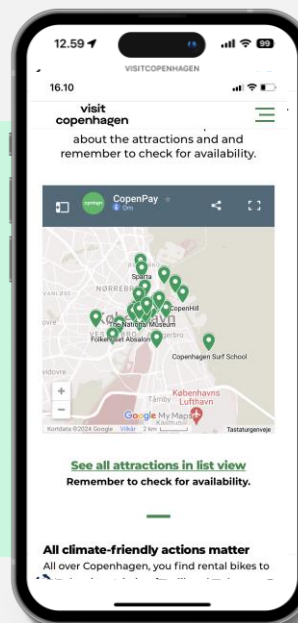 12.59
99
VISITCOPENHAGEN
16.10
visit
copenhagen
about the attractions and and
remember to check for availability.
CopenPay
0m
Sparta
NØRREBRO
CopenHill
København
The National Museum
Folkehuset Absalon
Copenhagen Surf School
Tårnby
Københavns
Lufthavn
Google My Maps
Kortdata ©2024 Google Vilkår 2 km Tastaturgenveje
See all attractions in list view
Remember to check for availability.
All climate-friendly actions matter
All over Copenhagen, you find rental bikes to